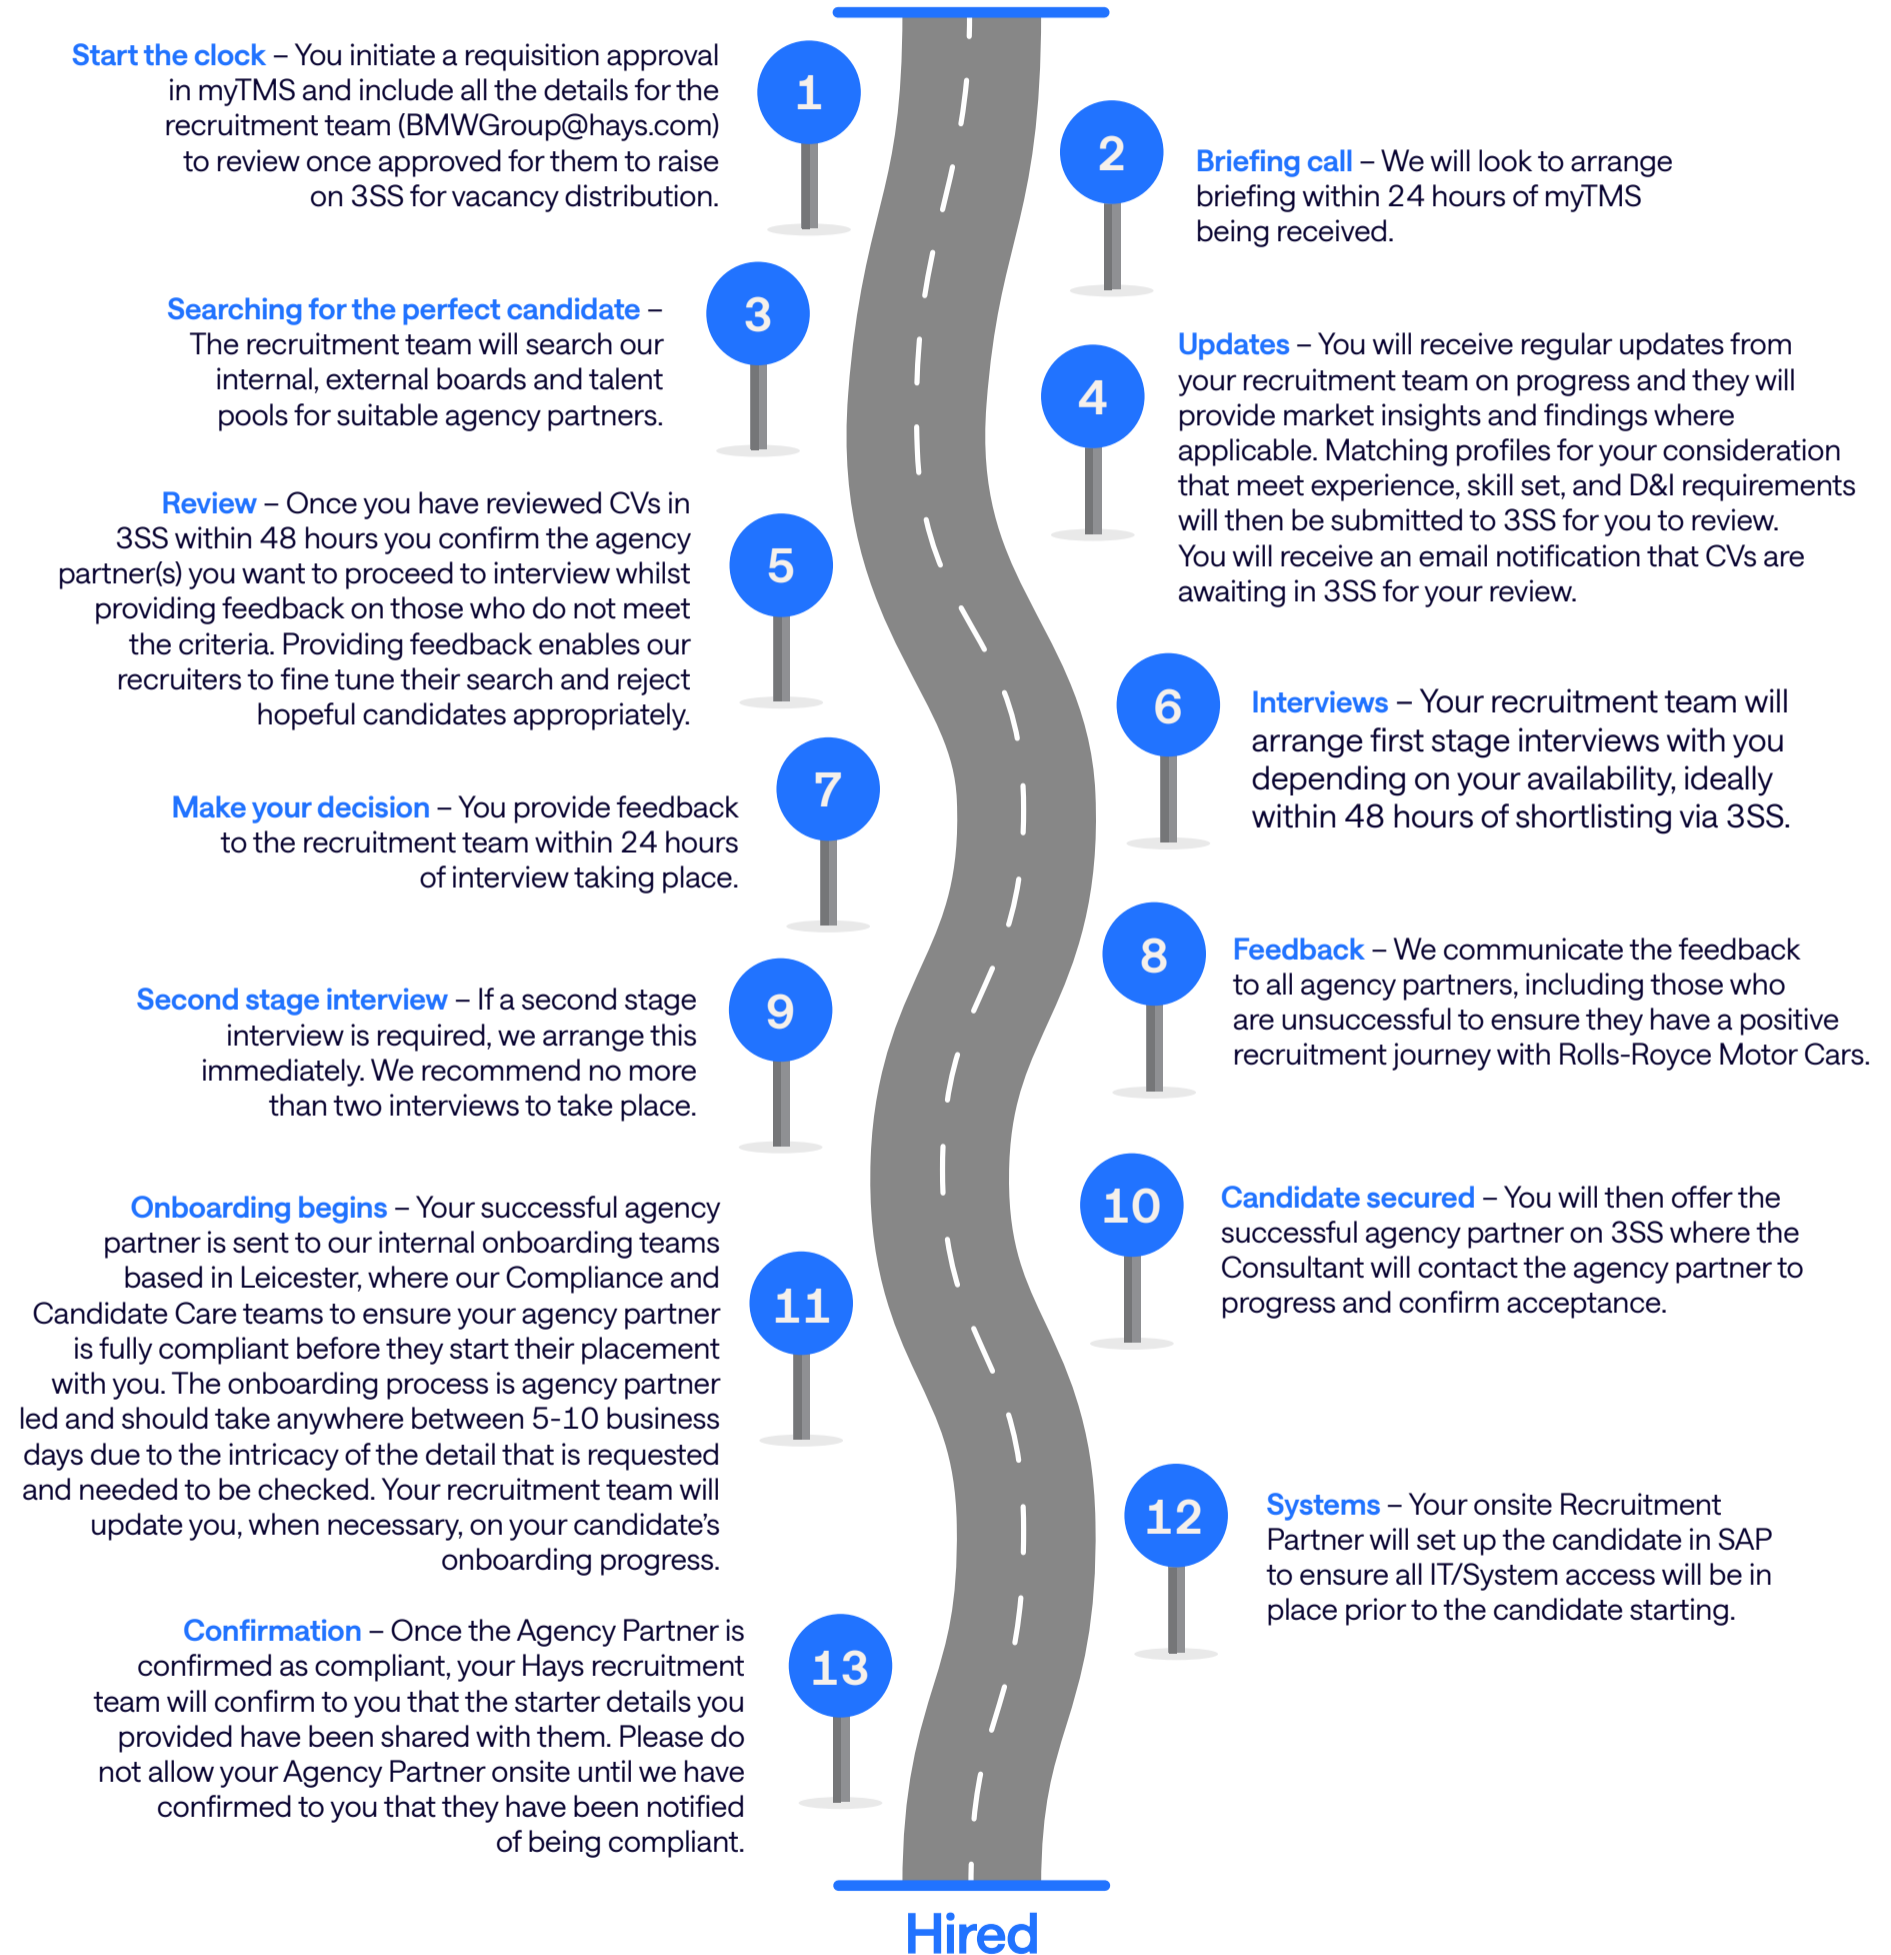 1
Start the clock – You initiate a requisition approval
in myTMS and include all the details for the
recruitment team (BMWGroup@hays.com)
to review once approved for them to raise
on 3SS for vacancy distribution.
2
Briefing call – We will look to arrange
briefing within 24 hours of myTMS
being received.
3
Searching for the perfect candidate –
The recruitment team will search our
internal, external boards and talent
pools for suitable agency partners.
4
Updates – You will receive regular updates from
your recruitment team on progress and they will
provide market insights and findings where
applicable. Matching profiles for your consideration
that meet experience, skill set, and D&I requirements
will then be submitted to 3SS for you to review.
You will receive an email notification that CVs are
awaiting in 3SS for your review.
5
Review – Once you have reviewed CVs in
3SS within 48 hours you confirm the agency
partner(s) you want to proceed to interview whilst
providing feedback on those who do not meet
the criteria. Providing feedback enables our
recruiters to fine tune their search and reject
hopeful candidates appropriately.
6
Interviews – Your recruitment team will
arrange first stage interviews with you
depending on your availability, ideally
within 48 hours of shortlisting via 3SS.
7
Make your decision – You provide feedback
to the recruitment team within 24 hours
of interview taking place.
8
Feedback – We communicate the feedback
to all agency partners, including those who
are unsuccessful to ensure they have a positive
recruitment journey with Rolls-Royce Motor Cars.
9
Second stage interview – If a second stage
interview is required, we arrange this
immediately. We recommend no more
than two interviews to take place.
10
Candidate secured – You will then offer the
successful agency partner on 3SS where the
Consultant will contact the agency partner to
progress and confirm acceptance.
11
Onboarding begins – Your successful agency
partner is sent to our internal onboarding teams
based in Leicester, where our Compliance and
Candidate Care teams to ensure your agency partner
is fully compliant before they start their placement
with you. The onboarding process is agency partner
led and should take anywhere between 5-10 business
days due to the intricacy of the detail that is requested
and needed to be checked. Your recruitment team will
update you, when necessary, on your candidate’s
onboarding progress.
12
Systems – Your onsite Recruitment
Partner will set up the candidate in SAP
to ensure all IT/System access will be in
place prior to the candidate starting.
13
Confirmation – Once the Agency Partner is
confirmed as compliant, your Hays recruitment
team will confirm to you that the starter details you
provided have been shared with them. Please do
not allow your Agency Partner onsite until we have
confirmed to you that they have been notified
of being compliant.
Hired